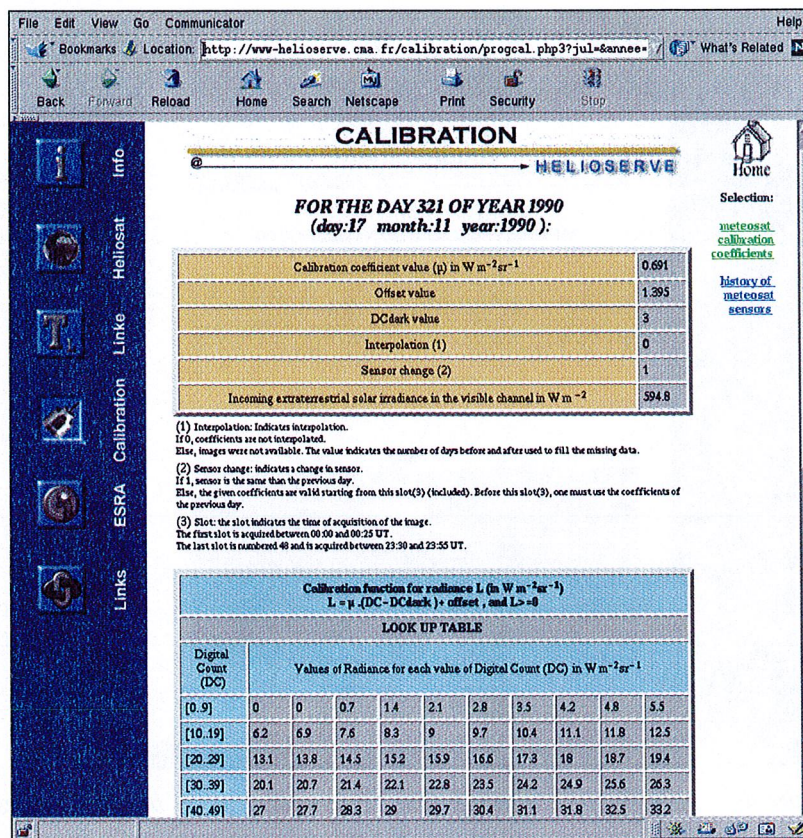 File Edit View Go Communicator Help
Bookmarks Location: http://www-helioserve.cma.fr/calibration/progcal.php3?jul=&annee= What's Related N
Back Forward Reload Home Search Netscape Print Security Stop
CALIBRATION
@ HELIOSERVE
Home
Selection:
meteosat
calibration
coefficients
history of
meteosat
sensors
Info
Heliosat
Linke
Calibration
ESRA
Links
FOR THE DAY 321 OF YEAR 1990
(day:17 month:11 year:1990 ):
Calibration coefficient value (µ) in W m⁻²sr⁻¹ 0.691
Offset value 1.395
DCdark value 3
Interpolation (1) 0
Sensor change (2) 1
Incoming extraterrestrial solar irradiance in the visible channel in W m⁻² 594.8
(1) Interpolation: Indicates interpolation.
If 0, coefficients are not interpolated.
Else, images were not available. The value indicates the number of days before and after used to fill the missing data.
(2) Sensor change: indicates a change in sensor.
If 1, sensor is the same than the previous day.
Else, the given coefficients are valid starting from this slot(3) (included). Before this slot(3), one must use the coefficients of
the previous day.
(3) Slot: the slot indicates the time of acquisition of the image.
The first slot is acquired between 00:00 and 00:25 UT.
The last slot is numbered 48 and is acquired between 23:30 and 23:55 UT.
Calibration function for radiance L (in W m⁻²sr⁻¹)
L = µ .(DC-DCdark )+ offset , and L>=0
LOOK UP TABLE
Digital
Count
(DC)
Values of Radiance for each value of Digital Count (DC) in W m⁻²sr⁻¹
[0..9] 0 0 0.7 1.4 2.1 2.8 3.5 4.2 4.8 5.5
[10..19] 6.2 6.9 7.6 8.3 9 9.7 10.4 11.1 11.8 12.5
[20..29] 13.1 13.8 14.5 15.2 15.9 16.6 17.3 18 18.7 19.4
[30..39] 20.1 20.7 21.4 22.1 22.8 23.5 24.2 24.9 25.6 26.3
[40..49] 27 27.7 28.3 29 29.7 30.4 31.1 31.8 32.5 33.2